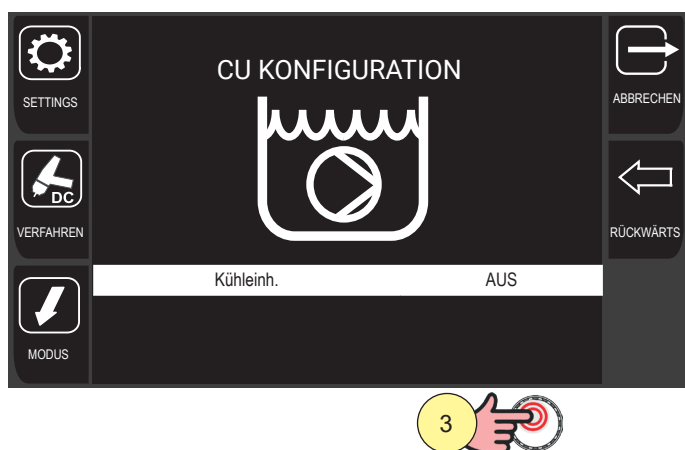 CU KONFIGURATION
SETTINGS
ABBRECHEN
DC
VERFAHREN
RÜCKWÄRTS
Kühleinh. AUS
MODUS
3